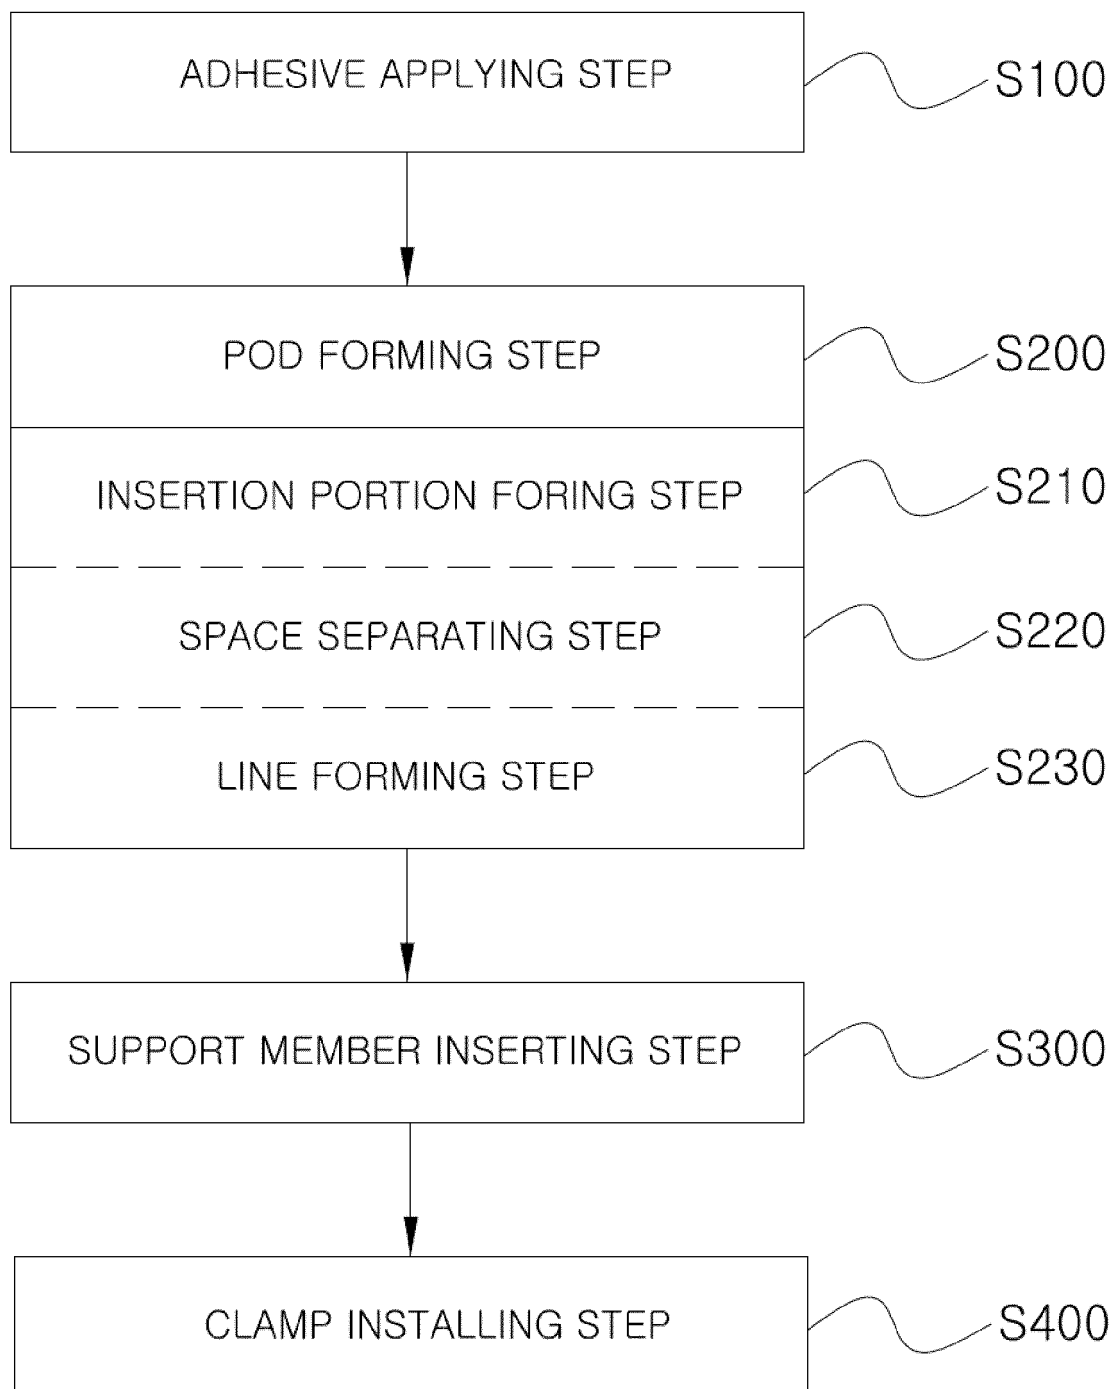 ADHESIVE APPLYING STEP S100
POD FORMING STEP S200
INSERTION PORTION FORING STEP S210
SPACE SEPARATING STEP S220
LINE FORMING STEP S230
SUPPORT MEMBER INSERTING STEP S300
CLAMP INSTALLING STEP S400